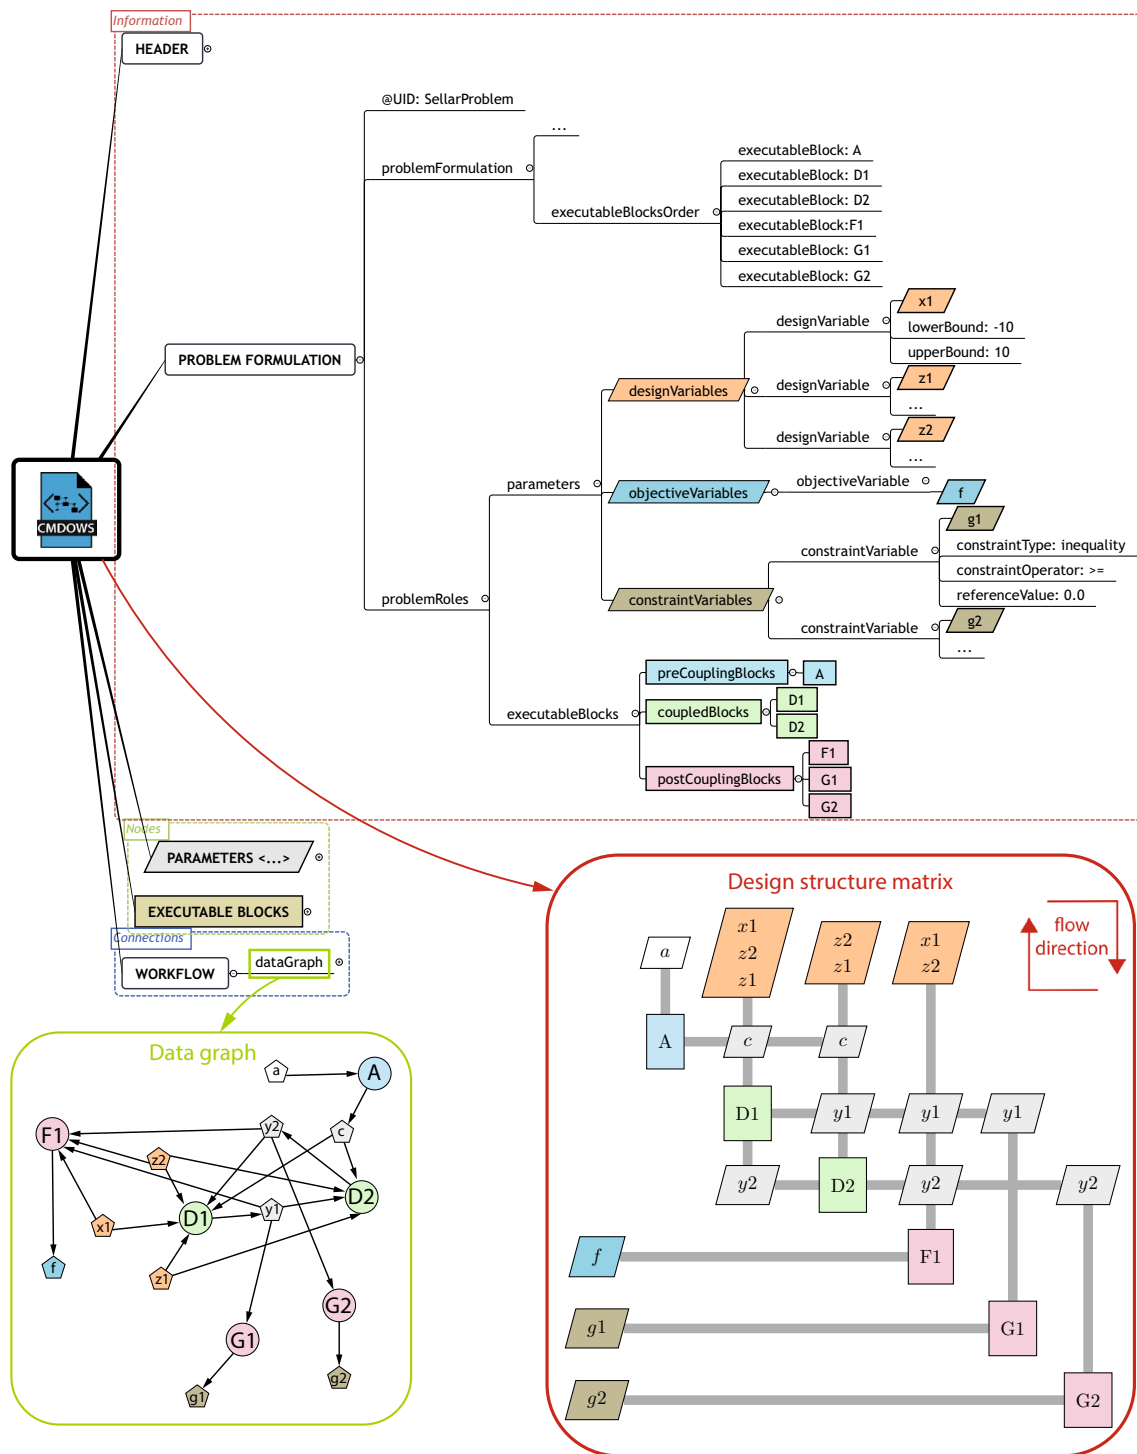 Information
HEADER
@UID: SellarProblem
...
problemFormulation
executableBlocksOrder
executableBlock: A
executableBlock: D1
executableBlock: D2
executableBlock:F1
executableBlock: G1
executableBlock: G2
PROBLEM FORMULATION
x1
designVariable
lowerBound: -10
upperBound: 10
designVariables
designVariable
z1
...
designVariable
z2
...
parameters
objectiveVariables
objectiveVariable
f
g1
constraintVariable
constraintType: inequality
constraintOperator: >=
referenceValue: 0.0
constraintVariables
constraintVariable
g2
...
CMDOWS
problemRoles
executableBlocks
preCouplingBlocks
A
coupledBlocks
D1
D2
postCouplingBlocks
F1
G1
G2
Nodes
PARAMETERS <...>
EXECUTABLE BLOCKS
Connections
WORKFLOW
dataGraph
Data graph
a
A
F1
y2
c
z2
D1
y1
D2
x1
f
z1
G2
G1
g1
g2
Design structure matrix
flow
direction
a
x1
z2
z1
z2
z1
x1
z2
A
c
c
D1
y1
y1
y1
y2
D2
y2
y2
f
F1
g1
G1
g2
G2